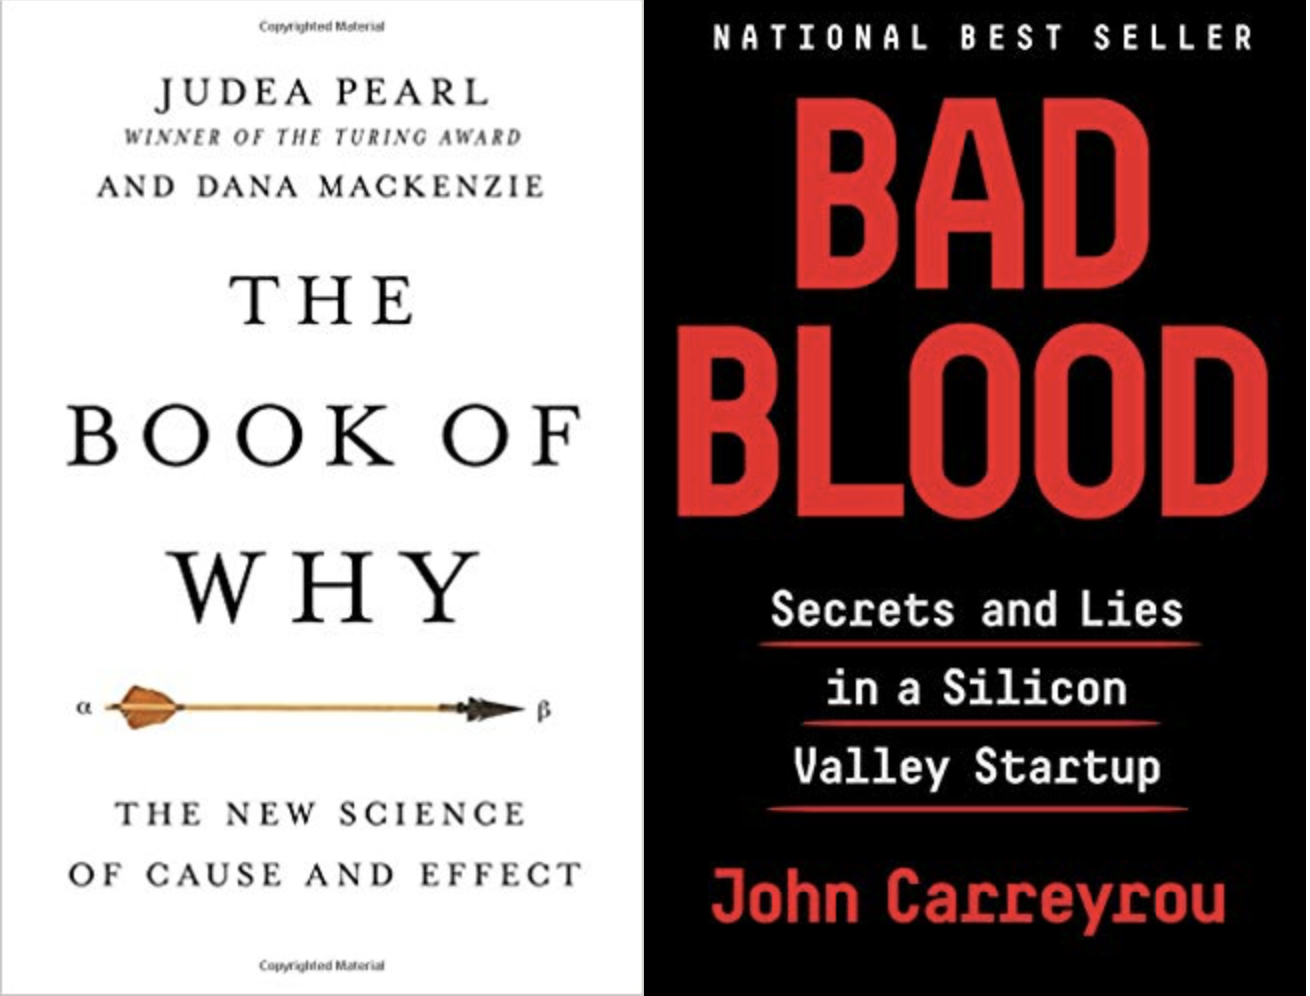 Copyrighted Material
JUDEA PEARL
WINNER OF THE TURING AWARD
AND DANA MACKENZIE
THE
BOOK OF
WHY
α β
THE NEW SCIENCE
OF CAUSE AND EFFECT
Copyrighted Material
NATIONAL BEST SELLER
BAD
BLOOD
Secrets and Lies
in a Silicon
Valley Startup
John Carreyrou